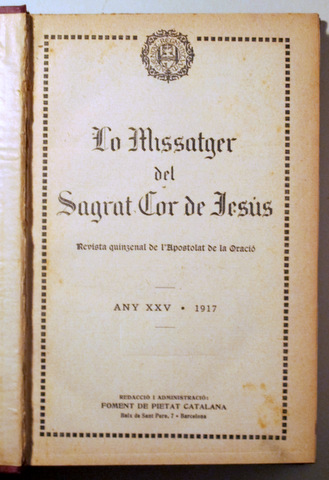 Lo Missatger
del
Sagrat Cor de Jesús
Revista quinzenal de l'Apostolat de la Oració
ANY XXV • 1917
REDACCIÓ I ADMINISTRACIÓ:
FOMENT DE PIETAT CATALANA
Baix de Sant Pere, 7 - Barcelona